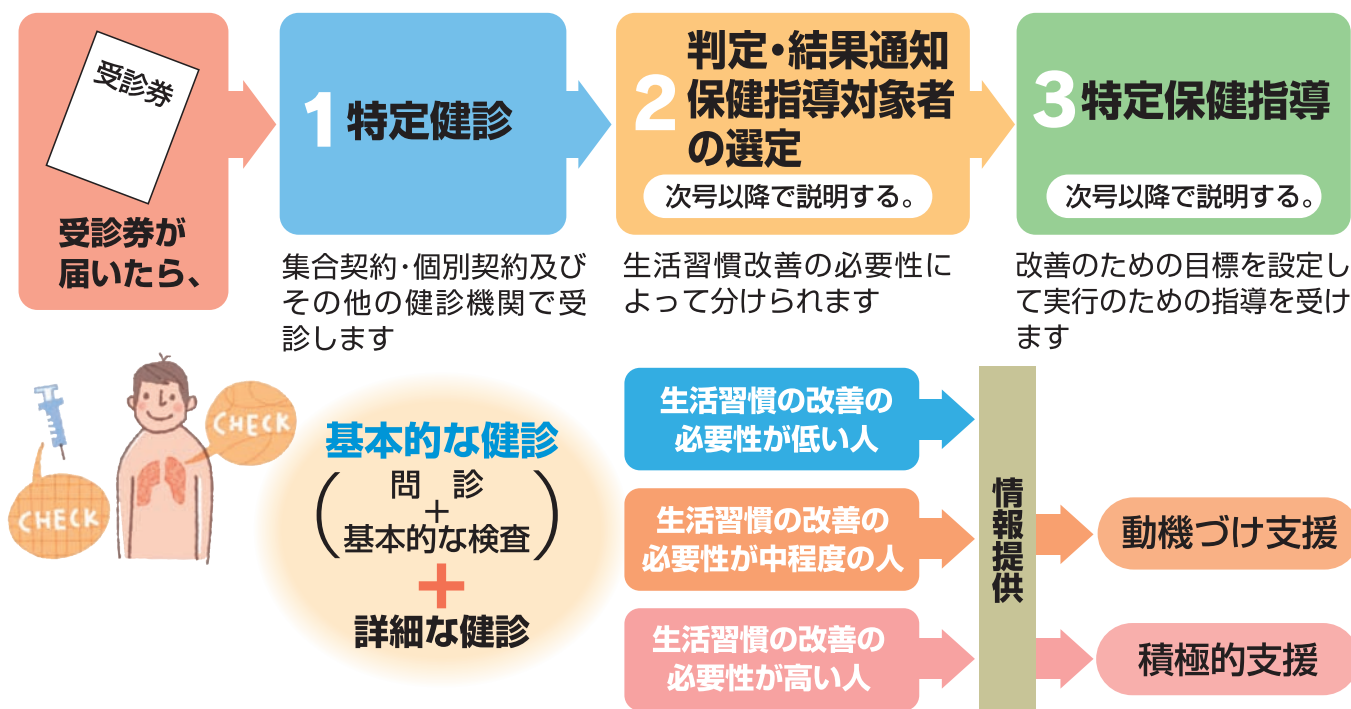 受診券
受診券が
届いたら、
1 特定健診
集合契約・個別契約及び
その他の健診機関で受
診します
2 判定・結果通知
保健指導対象者
の選定
次号以降で説明する。
生活習慣改善の必要性に
よって分けられます
3 特定保健指導
次号以降で説明する。
改善のための目標を設定し
て実行のための指導を受け
ます
CHECK
CHECK
基本的な健診
(問　診
+
基本的な検査)
+
詳細な健診
生活習慣の改善の
必要性が低い人
生活習慣の改善の
必要性が中程度の人
生活習慣の改善の
必要性が高い人
情報提供
動機づけ支援
積極的支援